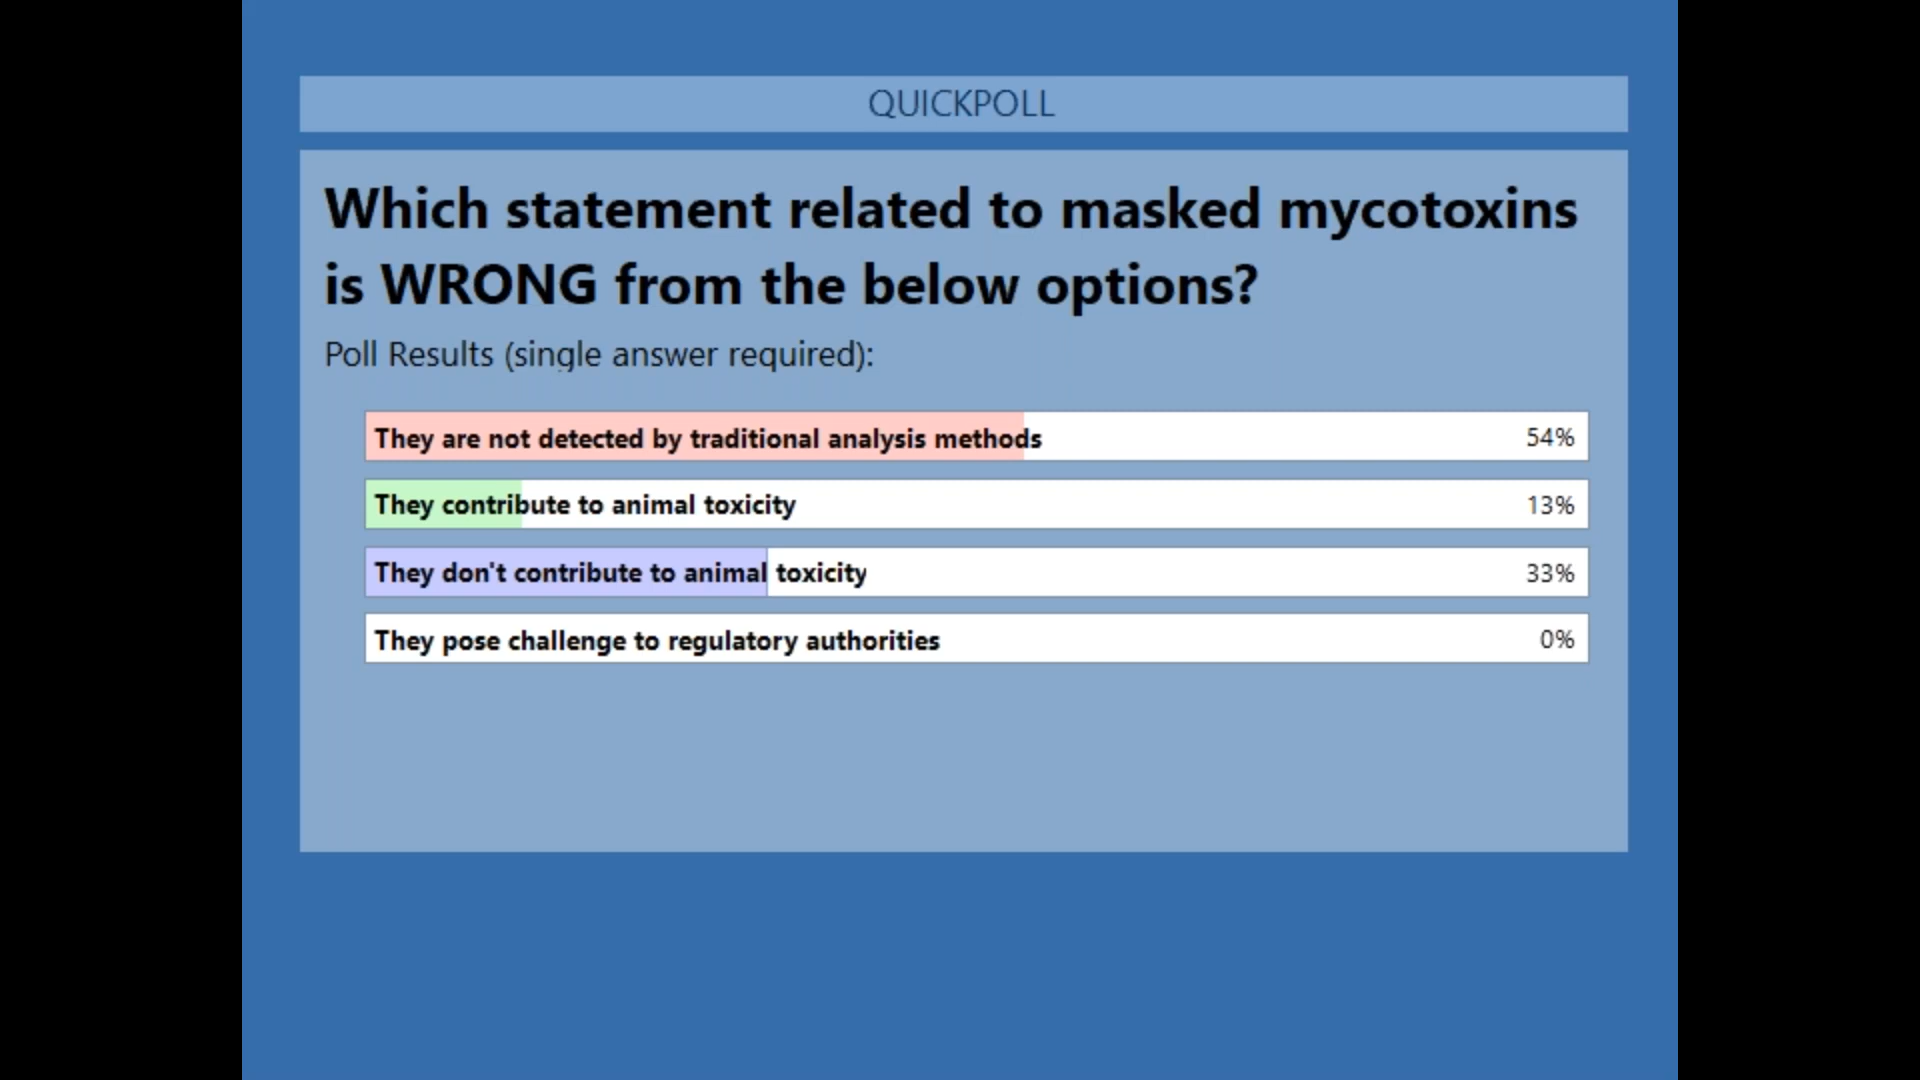 QUICKPOLL
Which statement related to masked mycotoxins
is WRONG from the below options?
Poll Results (single answer required):
They are not detected by traditional analysis methods 54%
They contribute to animal toxicity 13%
They don't contribute to animal toxicity 33%
They pose challenge to regulatory authorities 0%